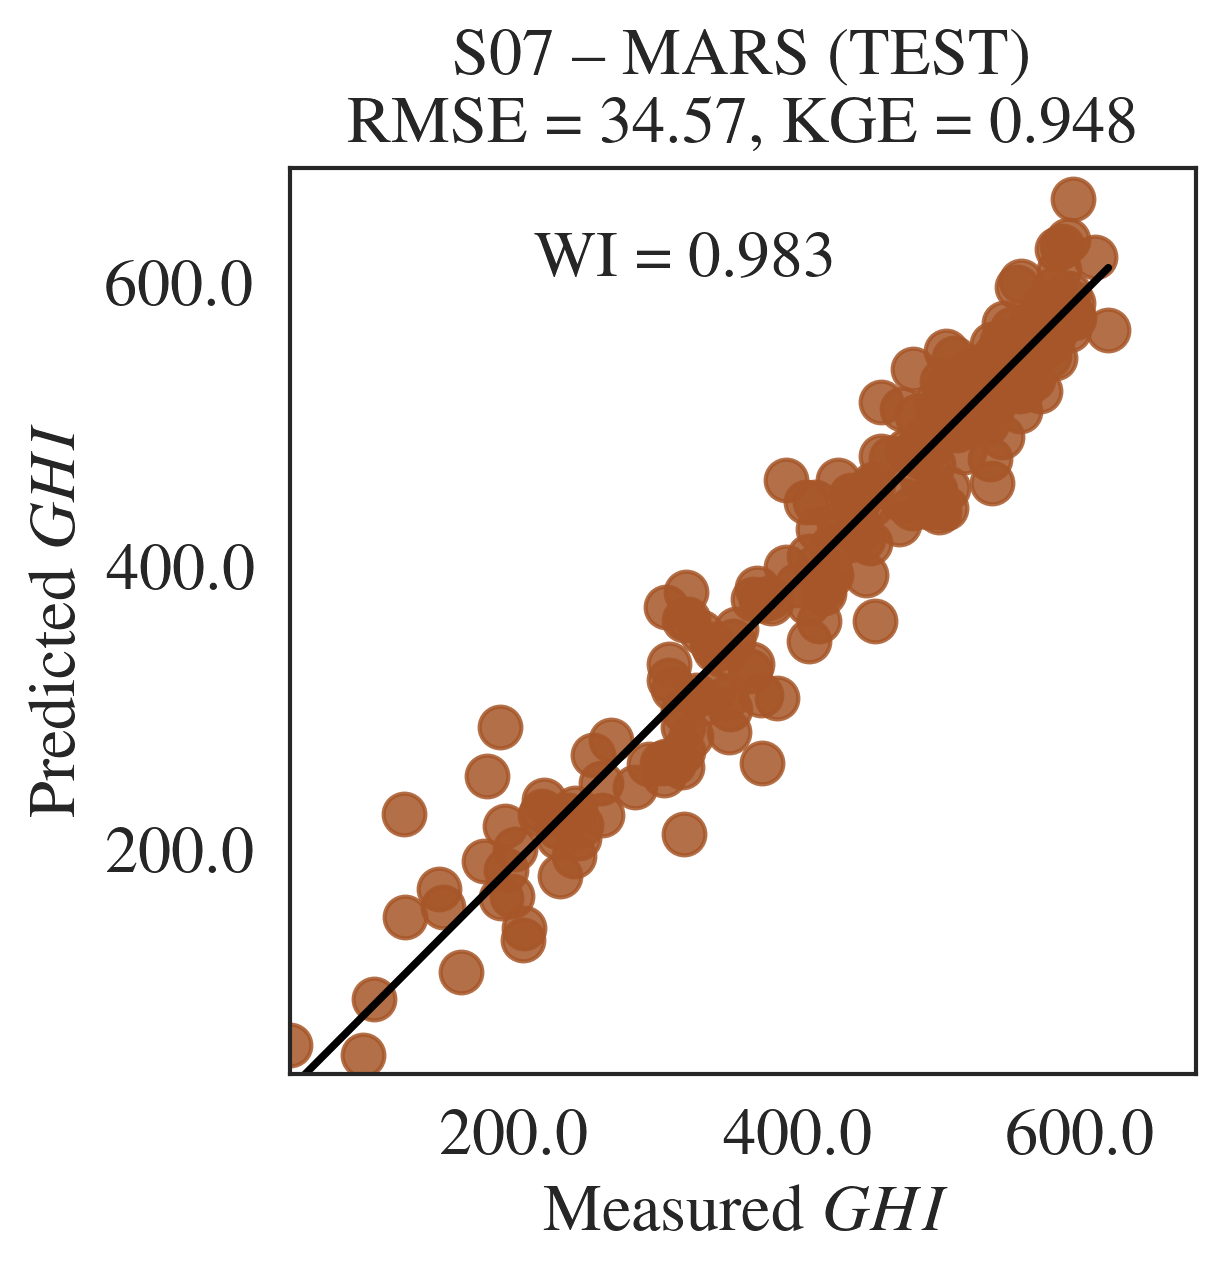 S07 – MARS (TEST)
RMSE = 34.57, KGE = 0.948
WI = 0.983
600.0
400.0
200.0
Predicted GHI
200.0 400.0 600.0
Measured GHI